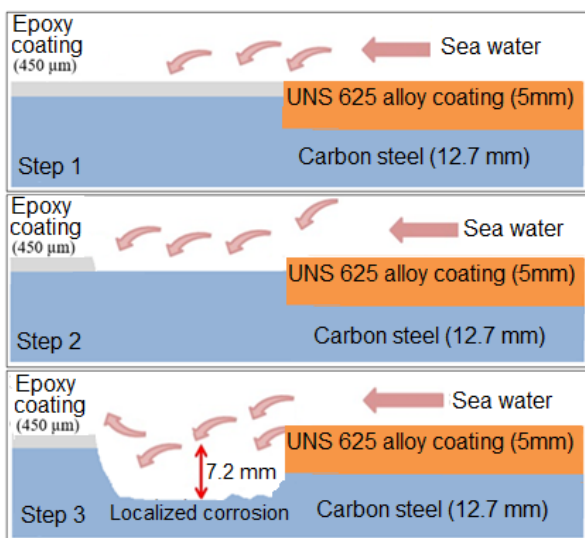 Epoxy
coating
(450 µm)
Sea water
UNS 625 alloy coating (5mm)
Carbon steel (12.7 mm)
Step 1
Epoxy
coating
(450 µm)
Sea water
UNS 625 alloy coating (5mm)
Carbon steel (12.7 mm)
Step 2
Epoxy
coating
(450 µm)
Sea water
UNS 625 alloy coating (5mm)
7.2 mm
Step 3
Localized corrosion
Carbon steel (12.7 mm)